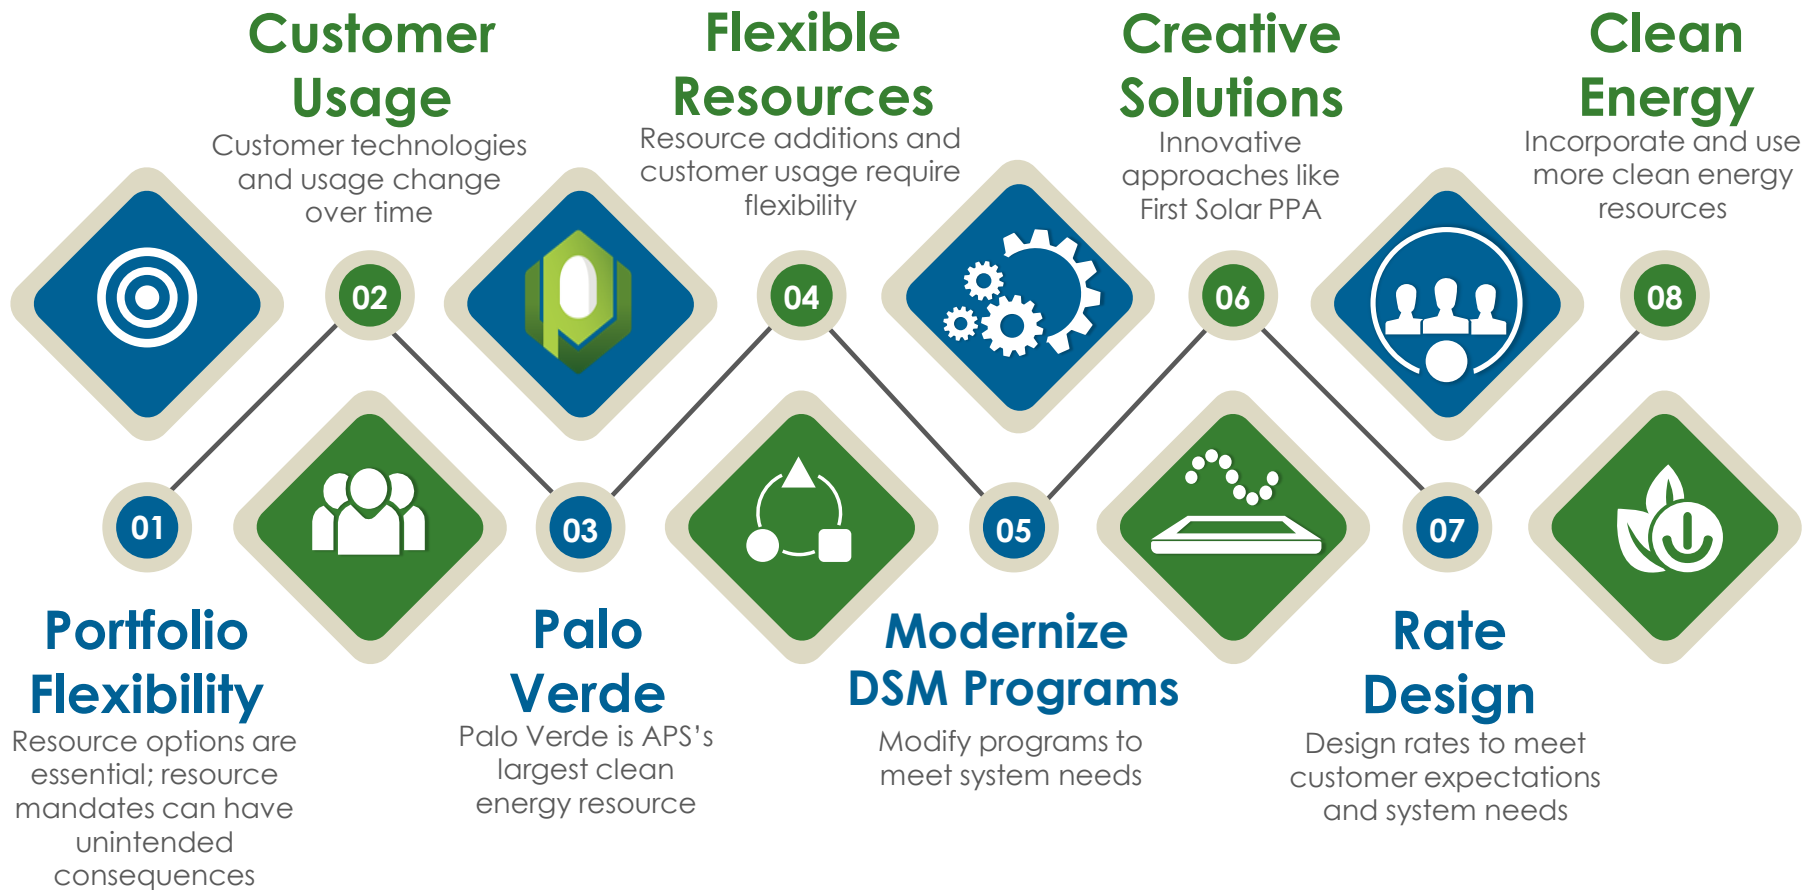 Customer
Usage
Customer technologies
and usage change
over time
Flexible
Resources
Resource additions and
customer usage require
flexibility
Creative
Solutions
Innovative
approaches like
First Solar PPA
Clean
Energy
Incorporate and use
more clean energy
resources
02
04
06
08
01
03
05
07
Portfolio
Flexibility
Resource options are
essential; resource
mandates can have
unintended
consequences
Palo
Verde
Palo Verde is APS’s
largest clean
energy resource
Modernize
DSM Programs
Modify programs to
meet system needs
Rate
Design
Design rates to meet
customer expectations
and system needs